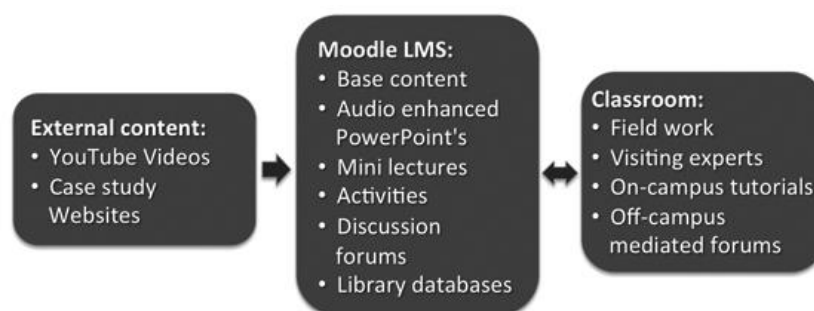 External content:
• YouTube Videos
• Case study
Websites
Moodle LMS:
• Base content
• Audio enhanced
PowerPoint's
• Mini lectures
• Activities
• Discussion
forums
• Library databases
Classroom:
• Field work
• Visiting experts
• On-campus tutorials
• Off-campus
mediated forums